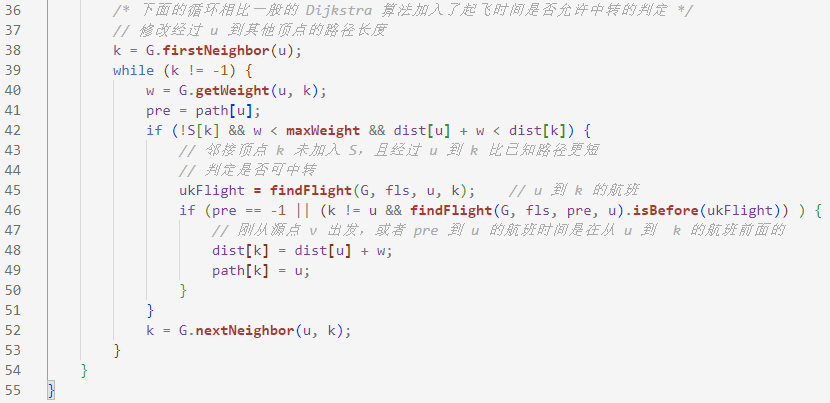 36 /* 下面的循环相比一般的 Dijkstra 算法加入了起飞时间是否允许中转的判定 */
37 // 修改经过 u 到其他顶点的路径长度
38 k = G.firstNeighbor(u);
39 while (k != -1) {
40 w = G.getWeight(u, k);
41 pre = path[u];
42 if (!S[k] && w < maxWeight && dist[u] + w < dist[k]) {
43 // 邻接顶点 k 未加入 S，且经过 u 到 k 比已知路径更短
44 // 判定是否可中转
45 ukFlight = findFlight(G, fls, u, k); // u 到 k 的航班
46 if (pre == -1 || (k != u && findFlight(G, fls, pre, u).isBefore(ukFlight)) ) {
47 // 刚从源点 v 出发，或者 pre 到 u 的航班时间是在从 u 到 k 的航班前面的
48 dist[k] = dist[u] + w;
49 path[k] = u;
50 }
51 }
52 k = G.nextNeighbor(u, k);
53 }
54 }
55 }